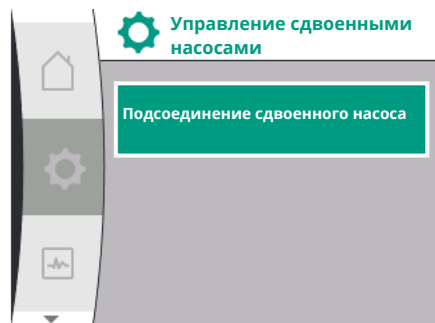 Управление сдвоенными
насосами
Подсоединение сдвоенного насоса